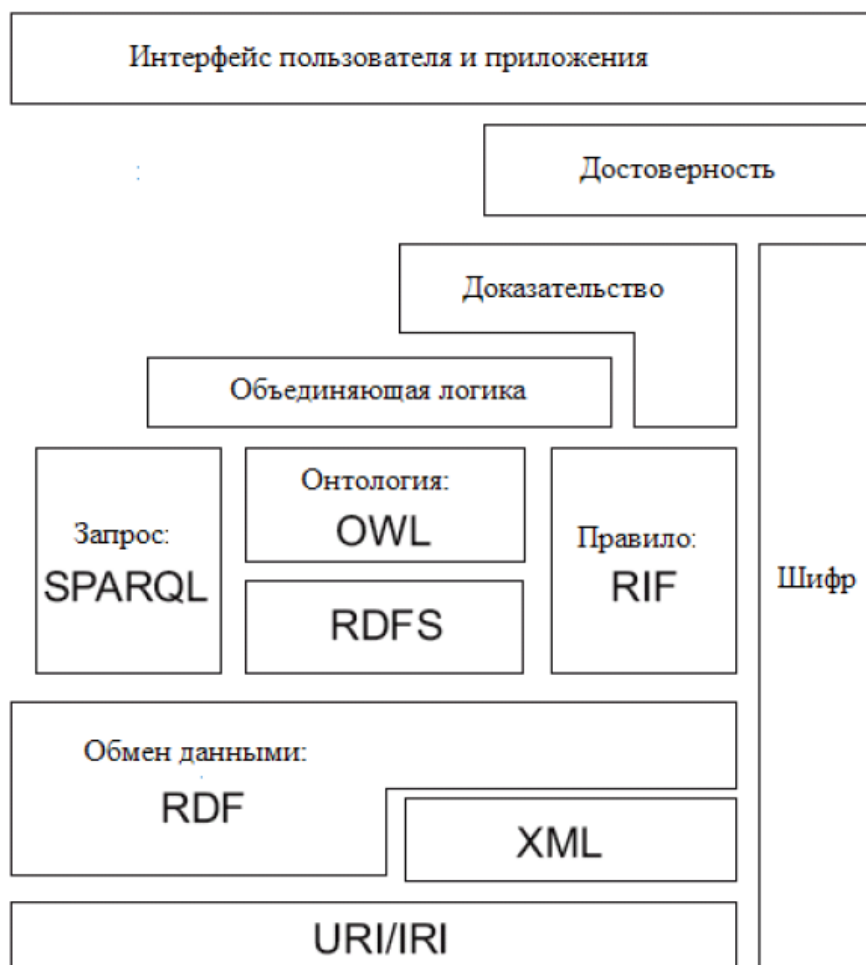 Интерфейс пользователя и приложения
Достоверность
Доказательство
Объединяющая логика
Запрос:
SPARQL
Онтология:
OWL
RDFS
Правило:
RIF
Шифр
Обмен данными:
RDF
XML
URI/IRI